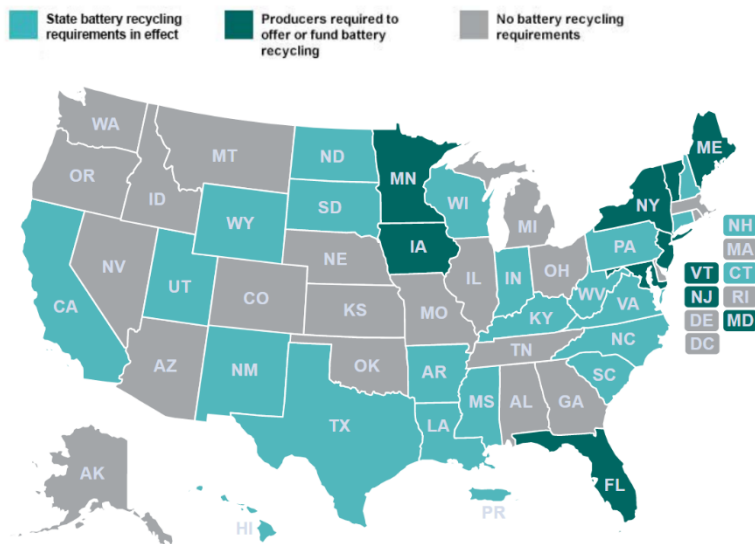 State battery recycling
requirements in effect
Producers required to
offer or fund battery
recycling
No battery recycling
requirements
WA
MT
ND
MN
ME
OR
ID
SD
WI
NY
WY
MI
NH
IA
PA
MA
NE
NV
IL
IN
OH
VT
CT
UT
CO
WV
VA
NJ
RI
CA
KS
MO
KY
DE
MD
NC
DC
TN
AZ
NM
OK
AR
SC
MS
AL
GA
TX
LA
AK
FL
HI
PR